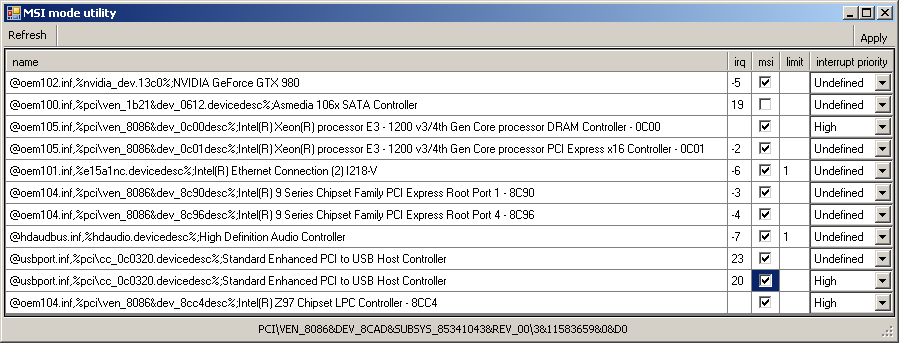 MSI mode utility
Refresh Apply
name irq msi limit interrupt priority
@oem102.inf,%nvidia_dev.13c0%;NVIDIA GeForce GTX 980 -5 Undefined
@oem100.inf,%pci\ven_1b21&dev_0612.devicedesc%;Asmedia 106x SATA Controller 19 Undefined
@oem105.inf,%pci\ven_8086&dev_0c00desc%;Intel(R) Xeon(R) processor E3 - 1200 v3/4th Gen Core processor DRAM Controller - 0C00 High
@oem105.inf,%pci\ven_8086&dev_0c01desc%;Intel(R) Xeon(R) processor E3 - 1200 v3/4th Gen Core processor PCI Express x16 Controller - 0C01 -2 Undefined
@oem101.inf,%e15a1nc.devicedesc%;Intel(R) Ethernet Connection (2) I218-V -6 1 Undefined
@oem104.inf,%pci\ven_8086&dev_8c90desc%;Intel(R) 9 Series Chipset Family PCI Express Root Port 1 - 8C90 -3 Undefined
@oem104.inf,%pci\ven_8086&dev_8c96desc%;Intel(R) 9 Series Chipset Family PCI Express Root Port 4 - 8C96 -4 Undefined
@hdaudbus.inf,%hdaudio.devicedesc%;High Definition Audio Controller -7 1 Undefined
@usbport.inf,%pci\cc_0c0320.devicedesc%;Standard Enhanced PCI to USB Host Controller 23 Undefined
@usbport.inf,%pci\cc_0c0320.devicedesc%;Standard Enhanced PCI to USB Host Controller 20 High
@oem104.inf,%pci\ven_8086&dev_8cc4desc%;Intel(R) Z97 Chipset LPC Controller - 8CC4 High
PCI\VEN_8086&DEV_8CAD&SUBSYS_85341043&REV_00\3&11583659&0&D0